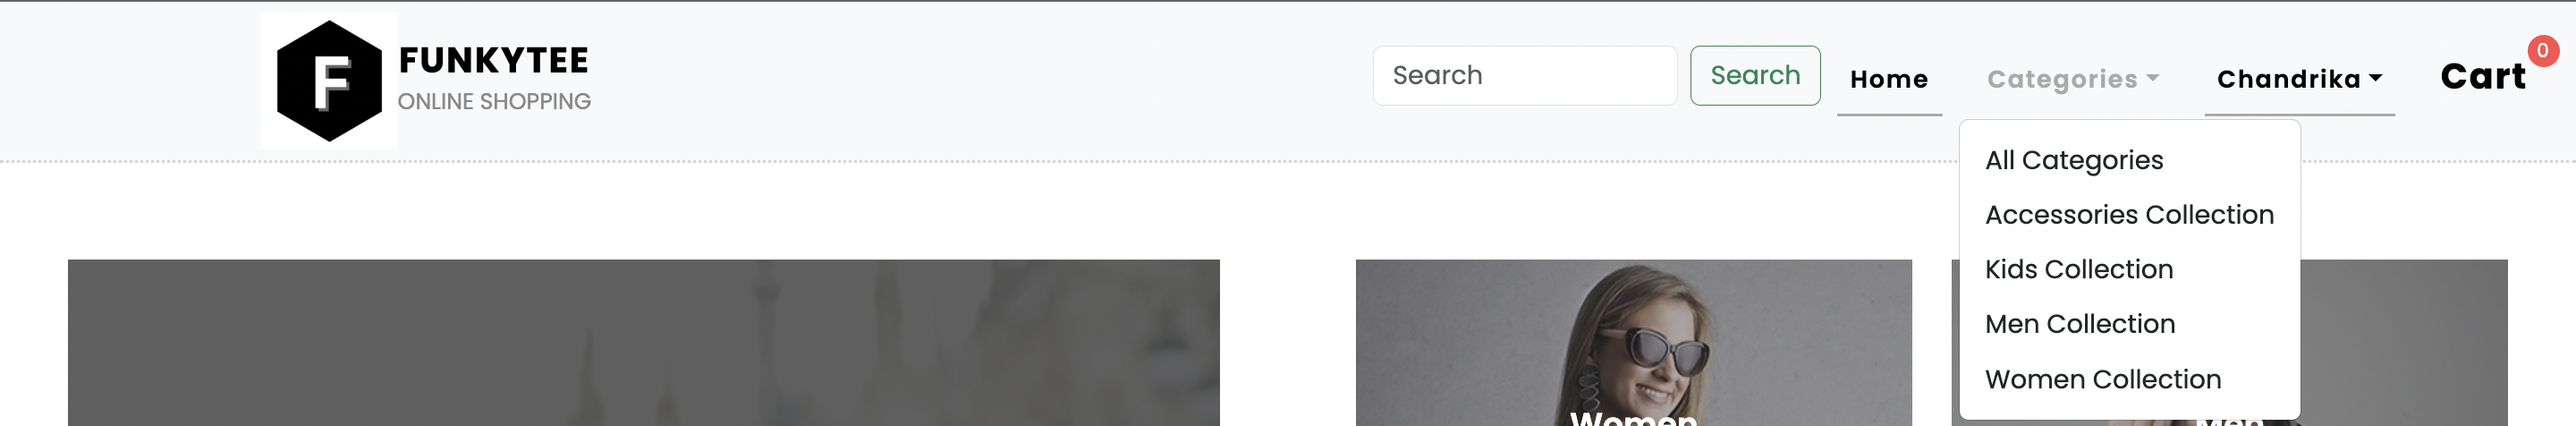 F
FUNKYTEE
ONLINE SHOPPING
Search
Search
Home
Categories
Chandrika
Cart
0
All Categories
Accessories Collection
Kids Collection
Men Collection
Women Collection
Women
Men